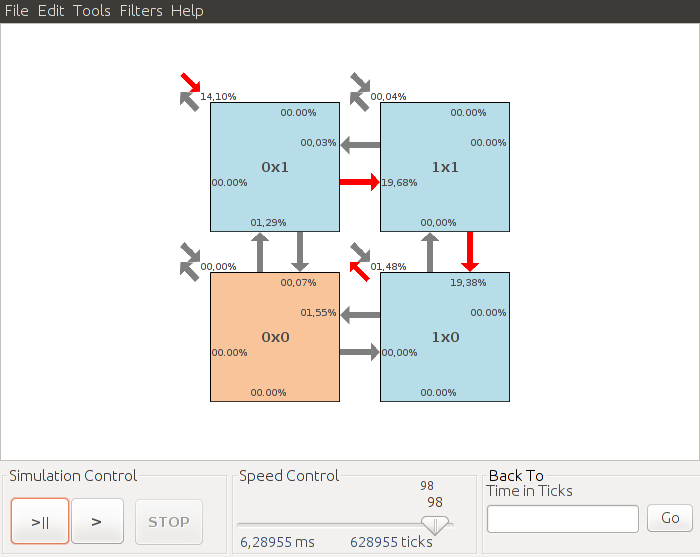 File Edit Tools Filters Help
14,10%
00,04%
00.00%
00.00%
00,03%
00.00%
0x1
1x1
00.00%
19,68%
01,29%
00,00%
00,00%
01,48%
00,07%
19,38%
01,55%
00.00%
0x0
1x0
00.00%
00,00%
00.00%
00.00%
Simulation Control
Speed Control
Back To
Time in Ticks
98
98
>||
>
STOP
Go
6,28955 ms
628955 ticks